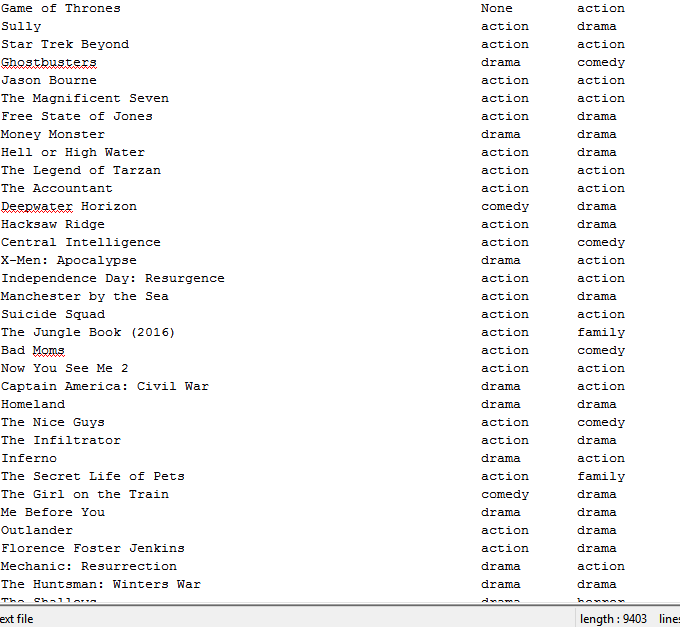 Game of Thrones None action
Sully action drama
Star Trek Beyond action action
Ghostbusters drama comedy
Jason Bourne action action
The Magnificent Seven action action
Free State of Jones action drama
Money Monster drama drama
Hell or High Water action drama
The Legend of Tarzan action action
The Accountant action action
Deepwater Horizon comedy drama
Hacksaw Ridge action drama
Central Intelligence action comedy
X-Men: Apocalypse drama action
Independence Day: Resurgence action action
Manchester by the Sea action drama
Suicide Squad action action
The Jungle Book (2016) action family
Bad Moms action comedy
Now You See Me 2 action action
Captain America: Civil War drama action
Homeland drama drama
The Nice Guys action comedy
The Infiltrator action drama
Inferno drama action
The Secret Life of Pets action family
The Girl on the Train comedy drama
Me Before You drama drama
Outlander action drama
Florence Foster Jenkins action drama
Mechanic: Resurrection drama action
The Huntsman: Winters War drama drama
The Shallows drama horror
ext file length : 9403 lines